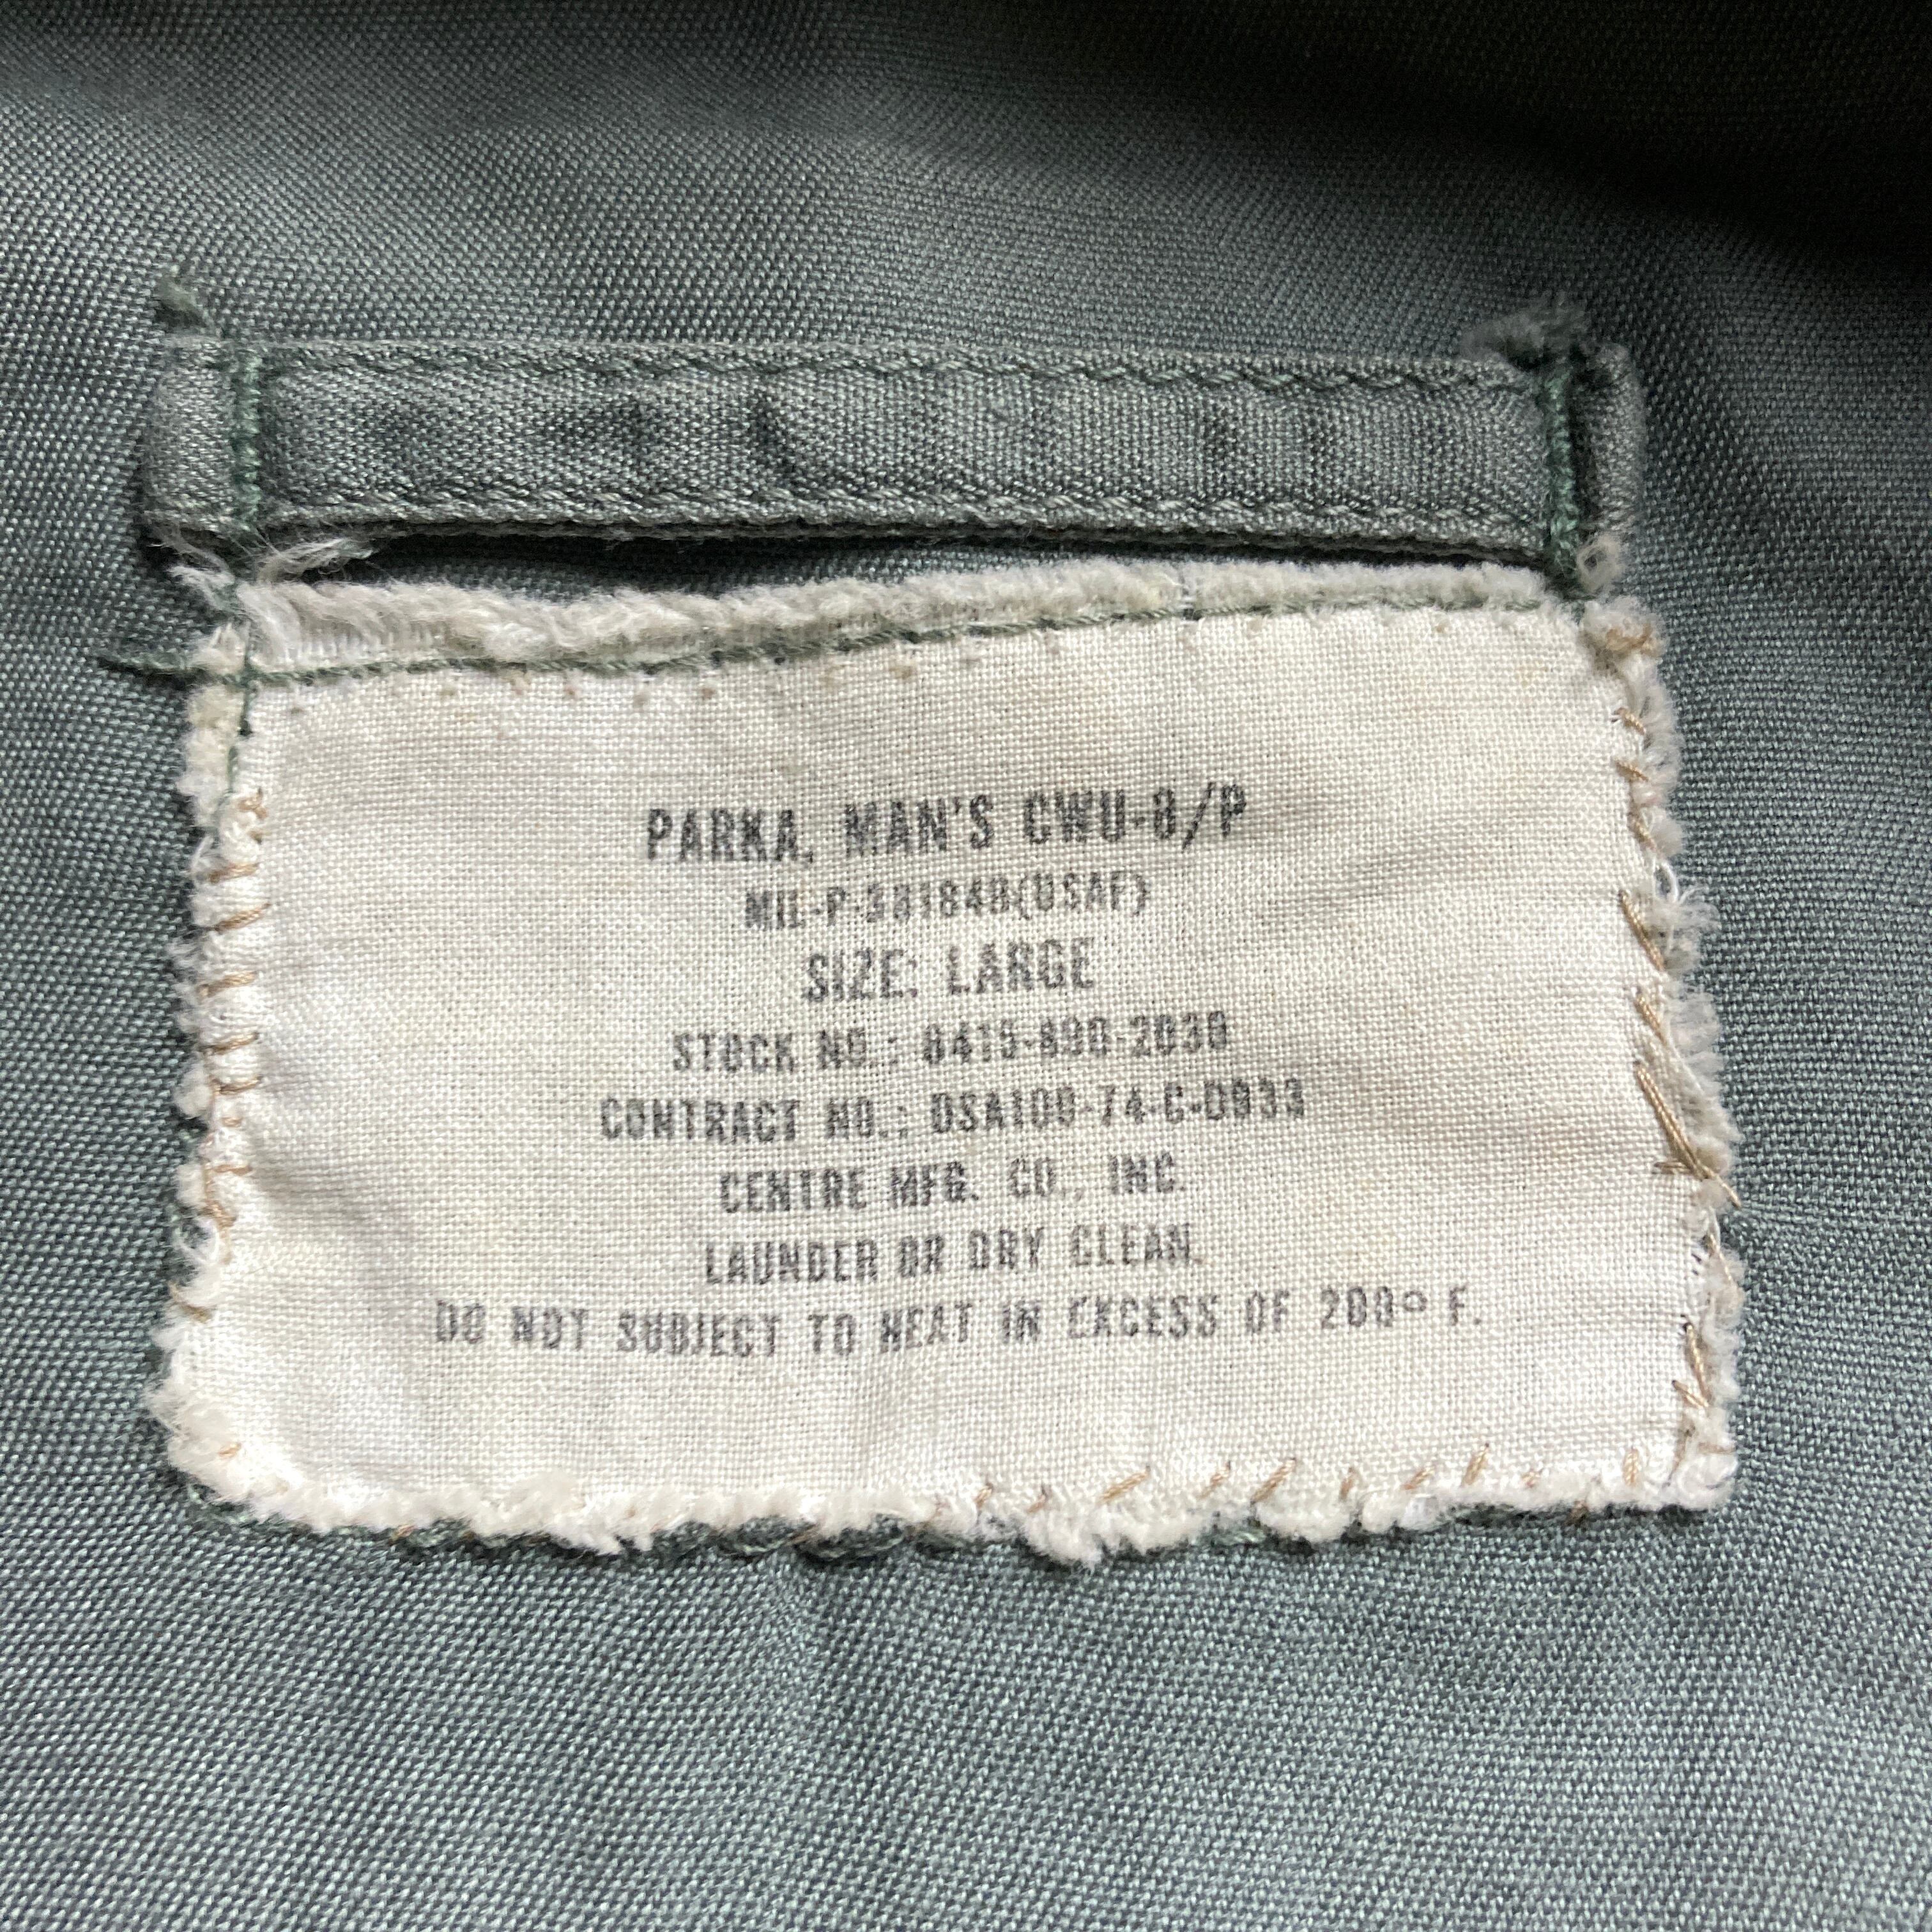 PARKA, MAN'S CWU-8/P
MIL-P-38184B(USAF)
SIZE: LARGE
STOCK NO.: 8415-890-2030
CONTRACT NO.: DSA100-74-C-0933
CENTRE MFG. CO., INC.
LAUNDER OR DRY CLEAN.
DO NOT SUBJECT TO HEAT IN EXCESS OF 200° F.